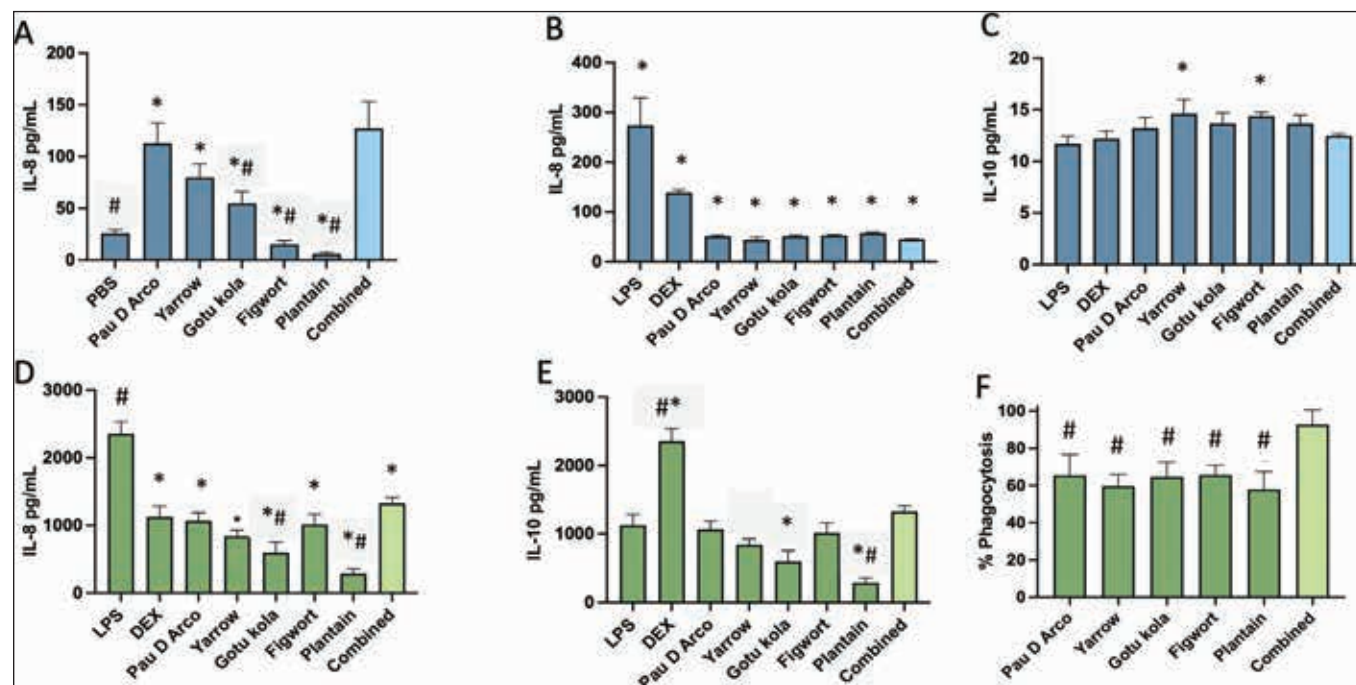 A
IL-8 pg/mL
200
150
100
50
0
#
*
*
*#
*#
*#
PBS
Pau D Arco
Yarrow
Gotu kola
Figwort
Plantain
Combined
B
IL-8 pg/mL
400
300
200
100
0
*
*
*
*
*
*
*
*
LPS
DEX
Pau D Arco
Yarrow
Gotu kola
Figwort
Plantain
Combined
C
IL-10 pg/mL
20
15
10
5
0
*
*
LPS
DEX
Pau D Arco
Yarrow
Gotu kola
Figwort
Plantain
Combined
D
IL-8 pg/mL
3000
2000
1000
0
#
*
*
*
*#
*
*#
*
LPS
DEX
Pau D Arco
Yarrow
Gotu kola
Figwort
Plantain
Combined
E
IL-10 pg/mL
3000
2000
1000
0
#*
*
*#
LPS
DEX
Pau D Arco
Yarrow
Gotu kola
Figwort
Plantain
Combined
F
% Phagocytosis
100
80
60
40
20
0
#
#
#
#
#
Pau D Arco
Yarrow
Gotu kola
Figwort
Plantain
Combined